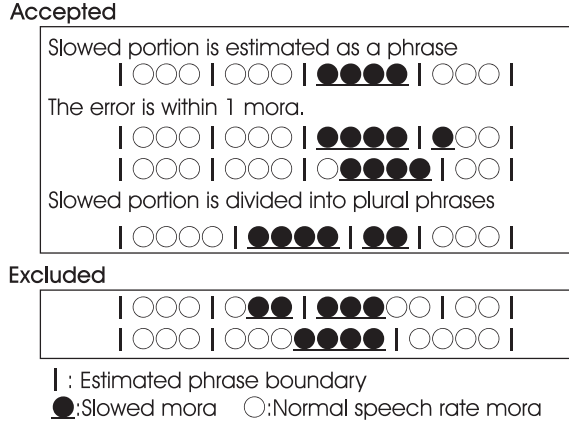 Accepted
Slowed portion is estimated as a phrase
| ○○○ | ○○○ | ●●●● | ○○○ |
The error is within 1 mora.
| ○○○ | ○○○ | ●●●● | ●○○ |
| ○○○ | ○○○ | ○●●●● | ○○ |
Slowed portion is divided into plural phrases
| ○○○○ | ●●●● | ●● | ○○○ |
Excluded
| ○○○ | ○●● | ●●●○○ | ○○ |
| ○○○ | ○○○●●●● | ○○○○ |
| : Estimated phrase boundary
●:Slowed mora ○:Normal speech rate mora